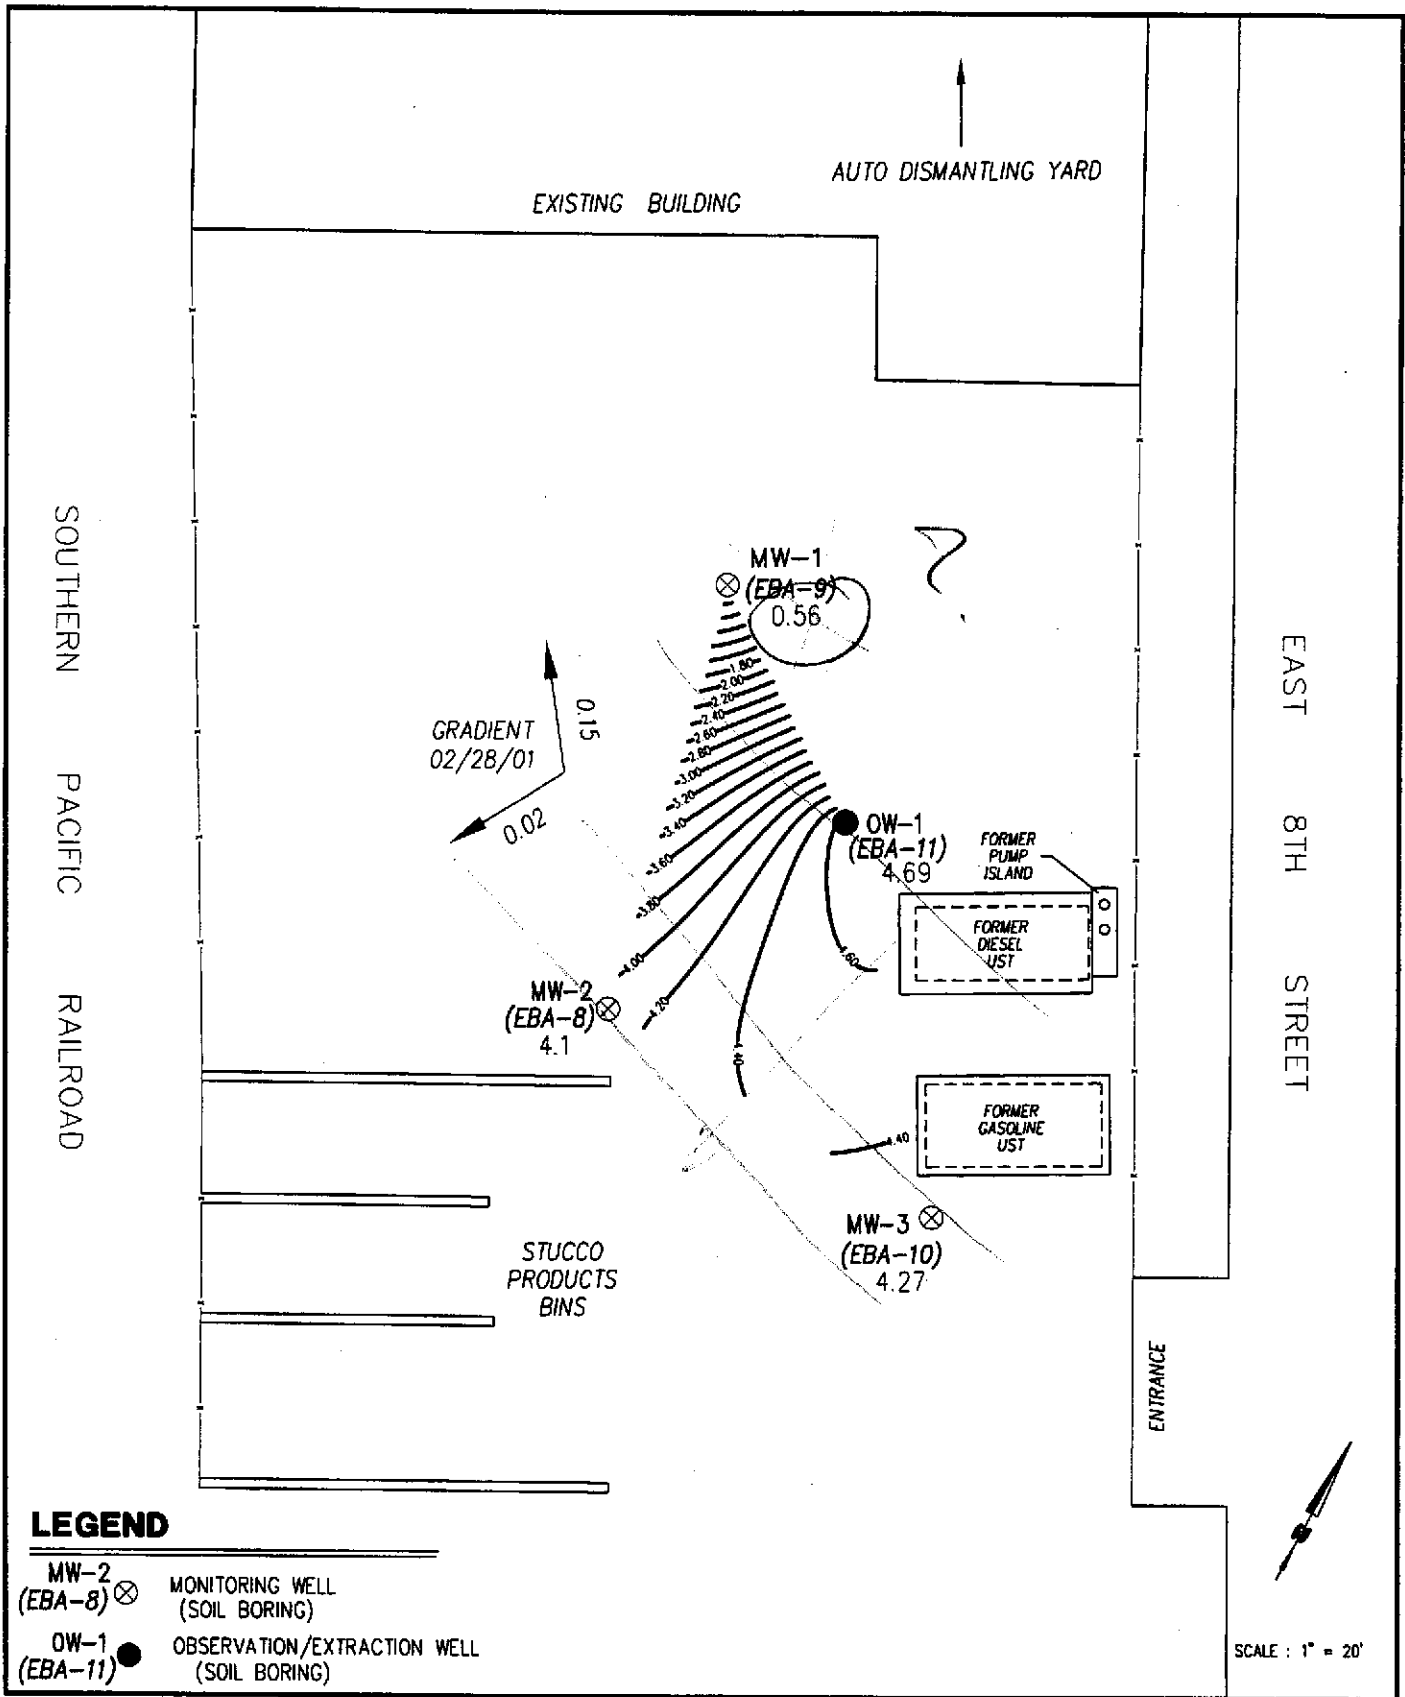 AUTO DISMANTLING YARD
EXISTING BUILDING
SOUTHERN PACIFIC RAILROAD
EAST 8TH STREET
MW-1
(EBA-9)
0.56
1.80
2.00
2.20
2.40
2.60
2.80
3.00
3.20
3.40
3.60
3.80
4.00
4.20
4.40
4.60
4.40
GRADIENT
02/28/01
0.15
0.02
OW-1
(EBA-11)
4.69
FORMER
PUMP
ISLAND
FORMER
DIESEL
UST
MW-2
(EBA-8)
4.1
FORMER
GASOLINE
UST
MW-3
(EBA-10)
4.27
STUCCO
PRODUCTS
BINS
ENTRANCE
LEGEND
MW-2
(EBA-8)
MONITORING WELL
(SOIL BORING)
OW-1
(EBA-11)
OBSERVATION/EXTRACTION WELL
(SOIL BORING)
SCALE : 1" = 20'